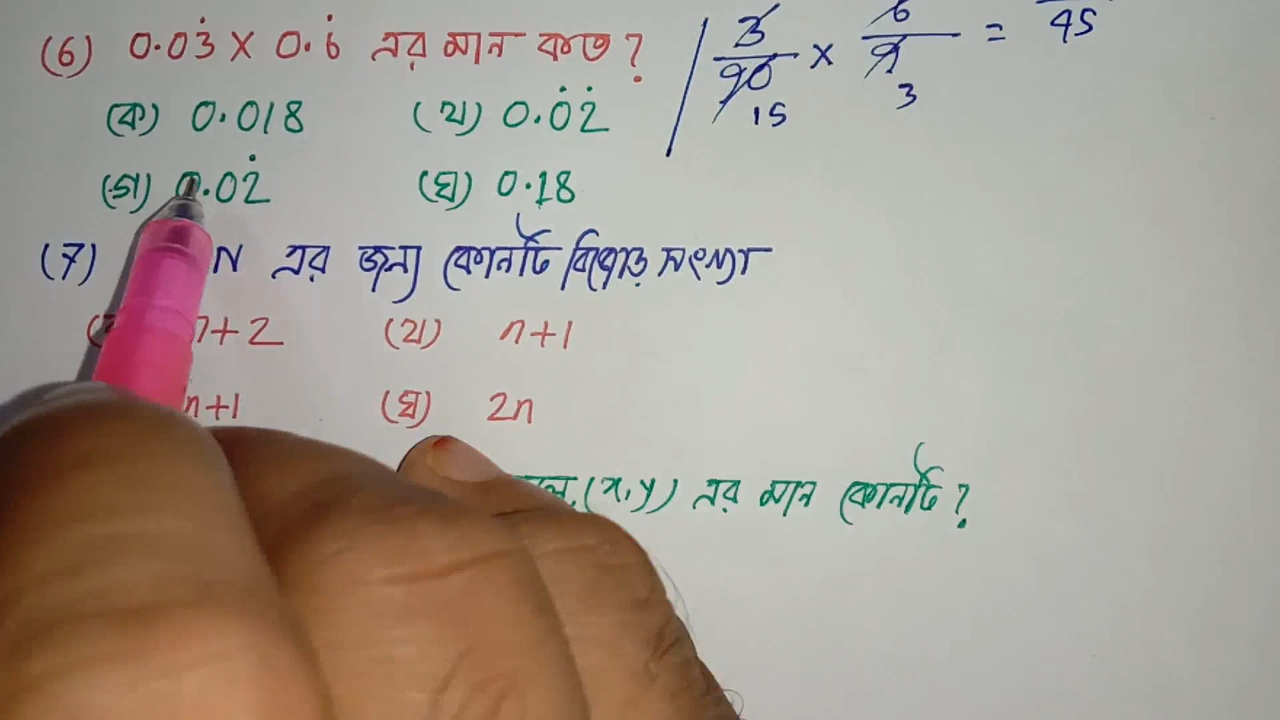 (6) 0.03̇ × 0.6̇ এর মান কত ?
(ক) 0.018 (খ) 0.0̇2̇
(গ) 0.02̇ (ঘ) 0.18
3/90 × 6/9 = 45
15 3
(7) N এর জন্য কোনটি বিজোড় সংখ্যা
n+2 (খ) n+1
n+1 (ঘ) 2n
(x,y) এর মান কোনটি ?